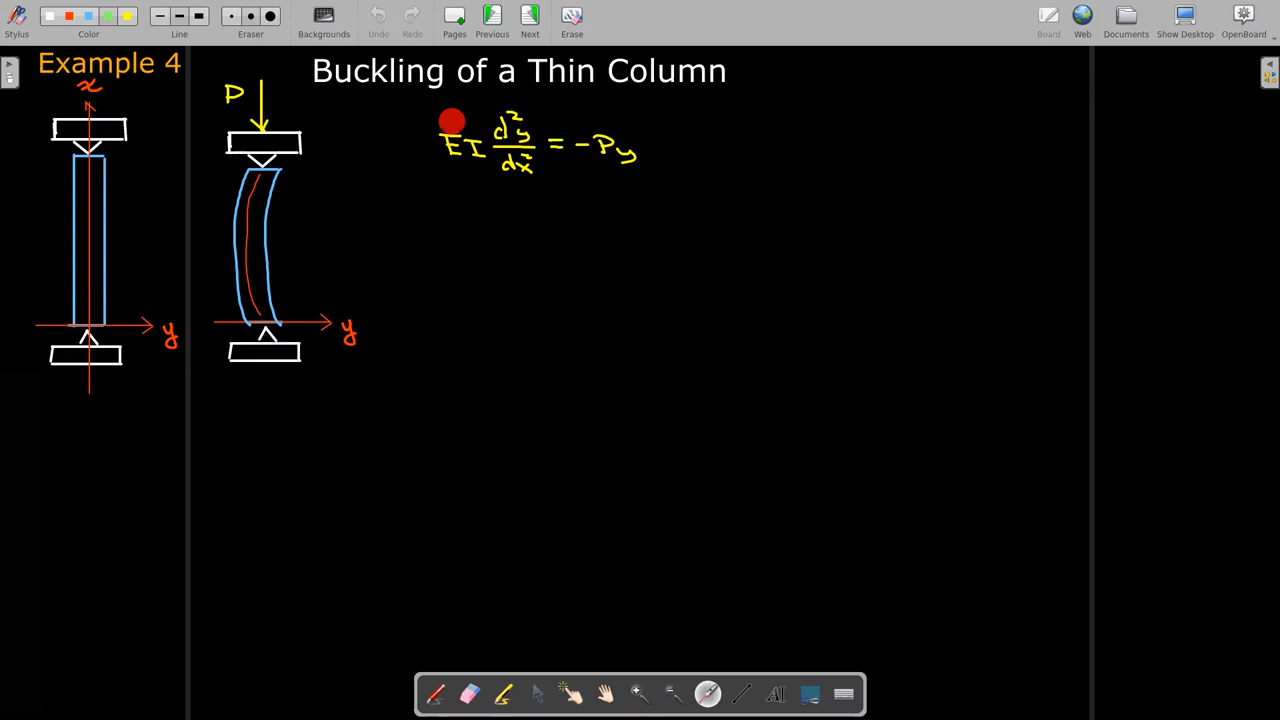 Stylus
Color
Line
Eraser
Backgrounds
Undo
Redo
Pages
Previous
Next
Erase
Board
Web
Documents
Show Desktop
OpenBoard
Example 4
Buckling of a Thin Column
x
P
EI d²y/dx² = -Py
y
y
AI